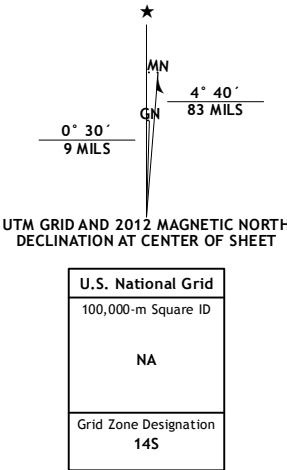 MN
4° 40´
83 MILS
GN
0° 30´
9 MILS
UTM GRID AND 2012 MAGNETIC NORTH
DECLINATION AT CENTER OF SHEET
U.S. National Grid
100,000-m Square ID
NA
Grid Zone Designation
14S